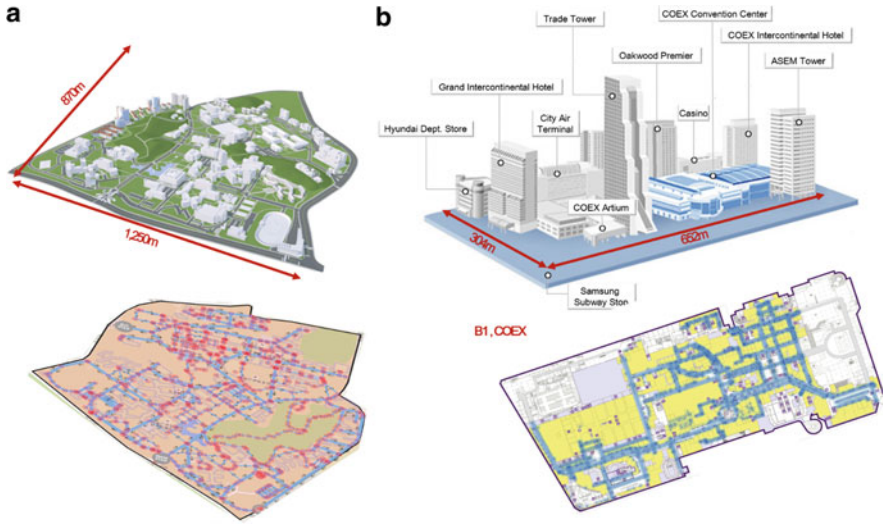 a
870m
1,250m
b
COEX Convention Center
Trade Tower
COEX Intercontinental Hotel
Oakwood Premier
ASEM Tower
Grand Intercontinental Hotel
City Air
Terminal
Casino
Hyundai Dept. Store
COEX Artium
304m
652m
Samsung
Subway Ston
B1, COEX